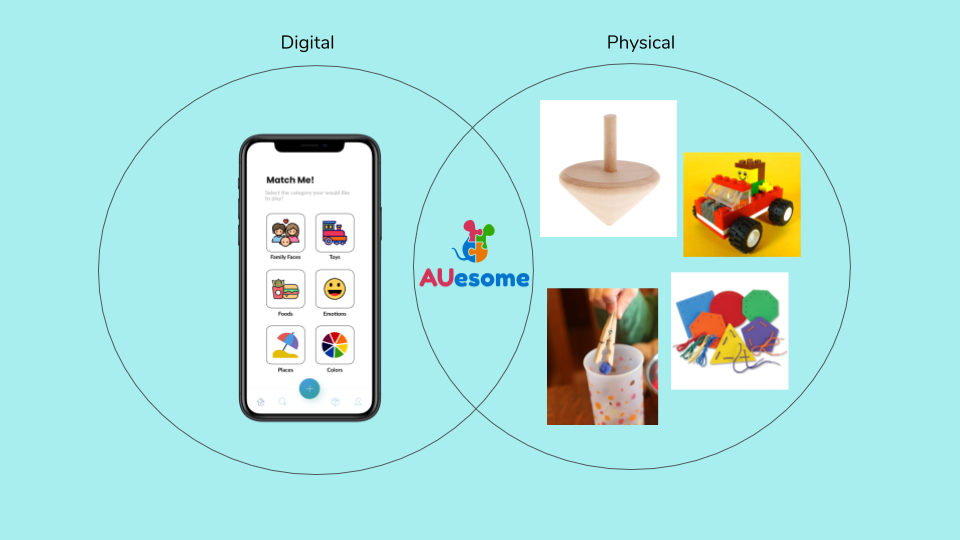 Digital
Physical
Match Me!
Select the category your would like
to play!
Family Faces
Toys
Foods
Emotions
Places
Colors
AUesome